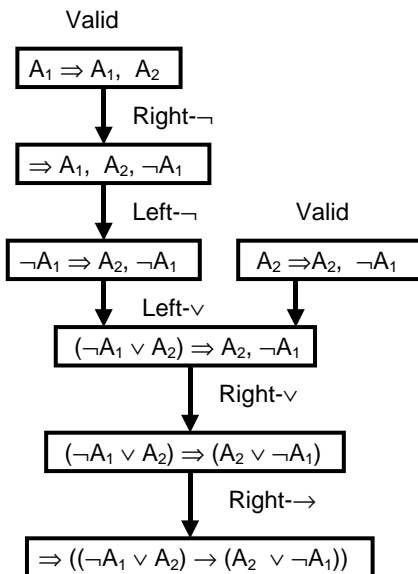 Valid
A₁ ⇒ A₁, A₂
Right-¬
⇒ A₁, A₂, ¬A₁
Left-¬
Valid
¬A₁ ⇒ A₂, ¬A₁
A₂ ⇒A₂, ¬A₁
Left-∨
(¬A₁ ∨ A₂) ⇒ A₂, ¬A₁
Right-∨
(¬A₁ ∨ A₂) ⇒ (A₂ ∨ ¬A₁)
Right-→
⇒ ((¬A₁ ∨ A₂) → (A₂ ∨ ¬A₁))